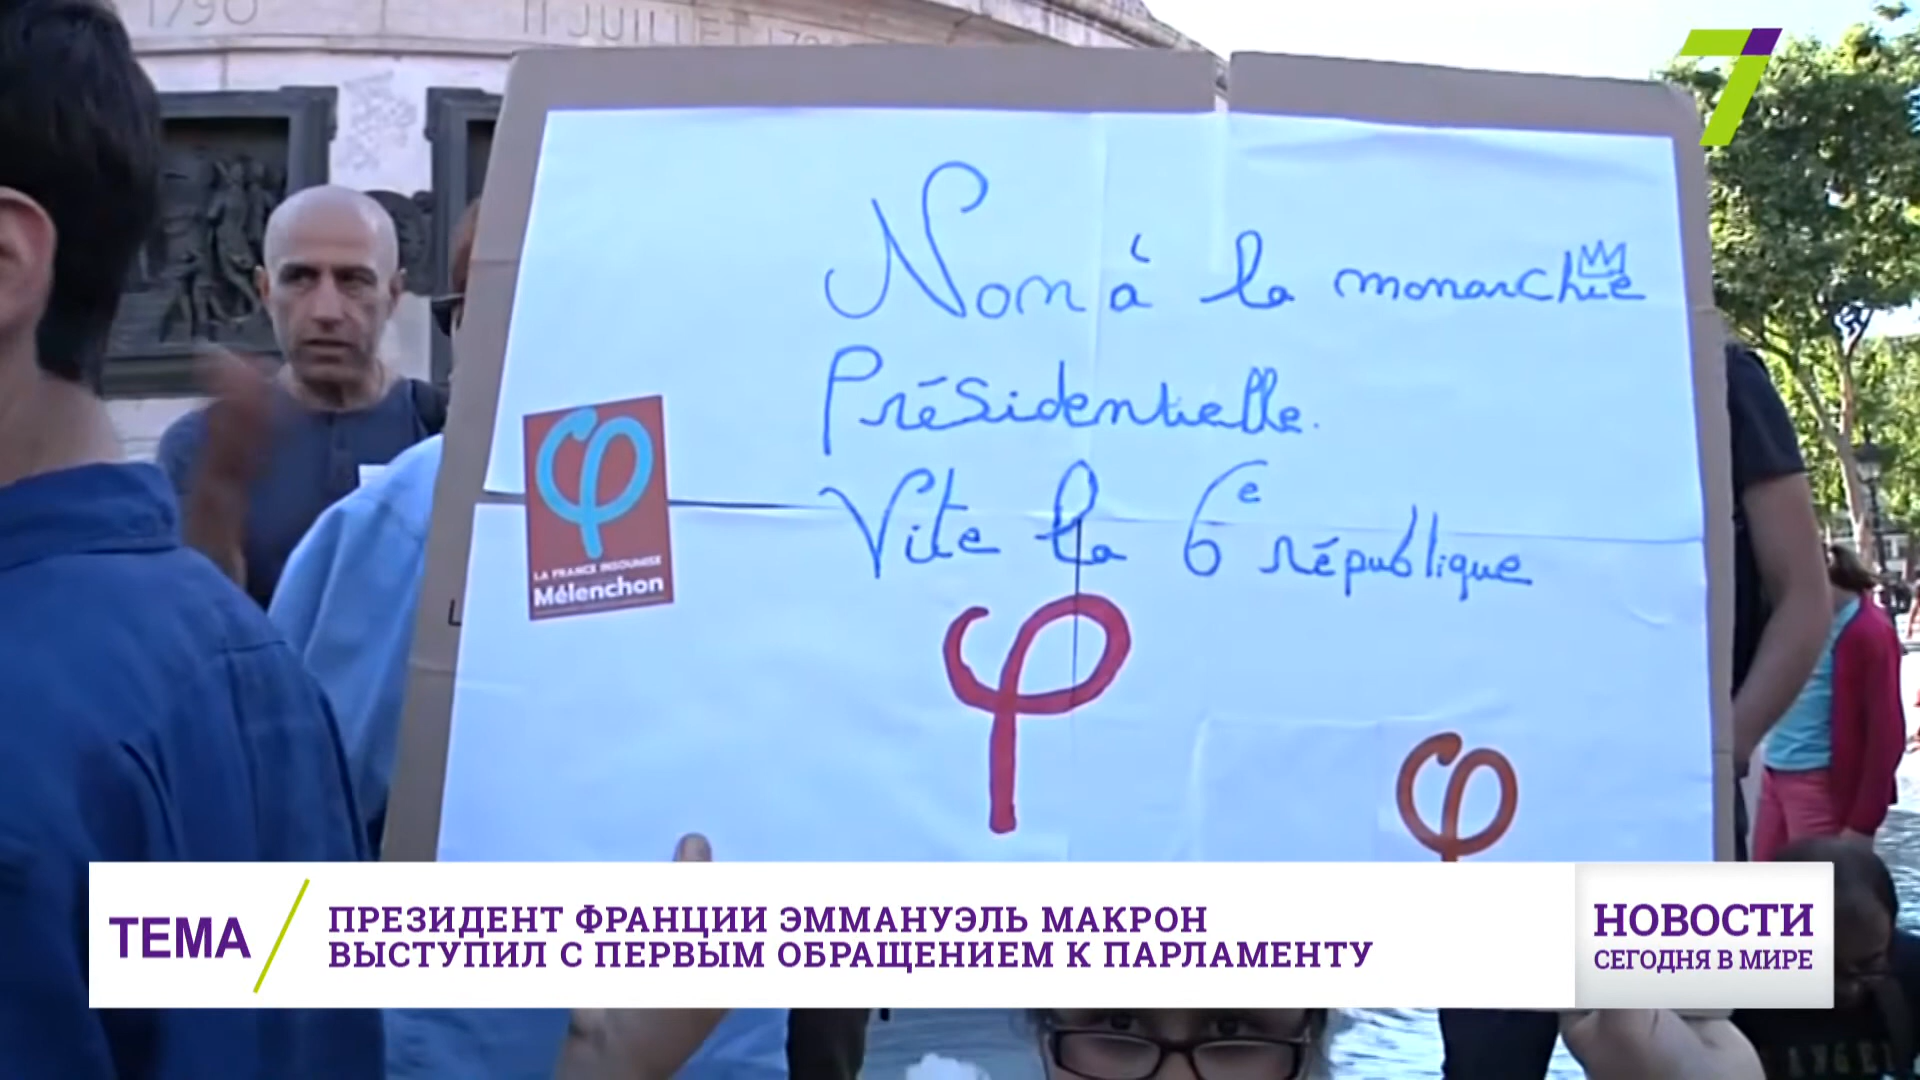 1790
11 JUILLET
7
Non à la monarchie
Présidentielle.
Vite la 6e république
φ
LA FRANCE INSOUMISE
Mélenchon
φ
φ
ТЕМА
ПРЕЗИДЕНТ ФРАНЦИИ ЭММАНУЭЛЬ МАКРОН
ВЫСТУПИЛ С ПЕРВЫМ ОБРАЩЕНИЕМ К ПАРЛАМЕНТУ
НОВОСТИ
СЕГОДНЯ В МИРЕ